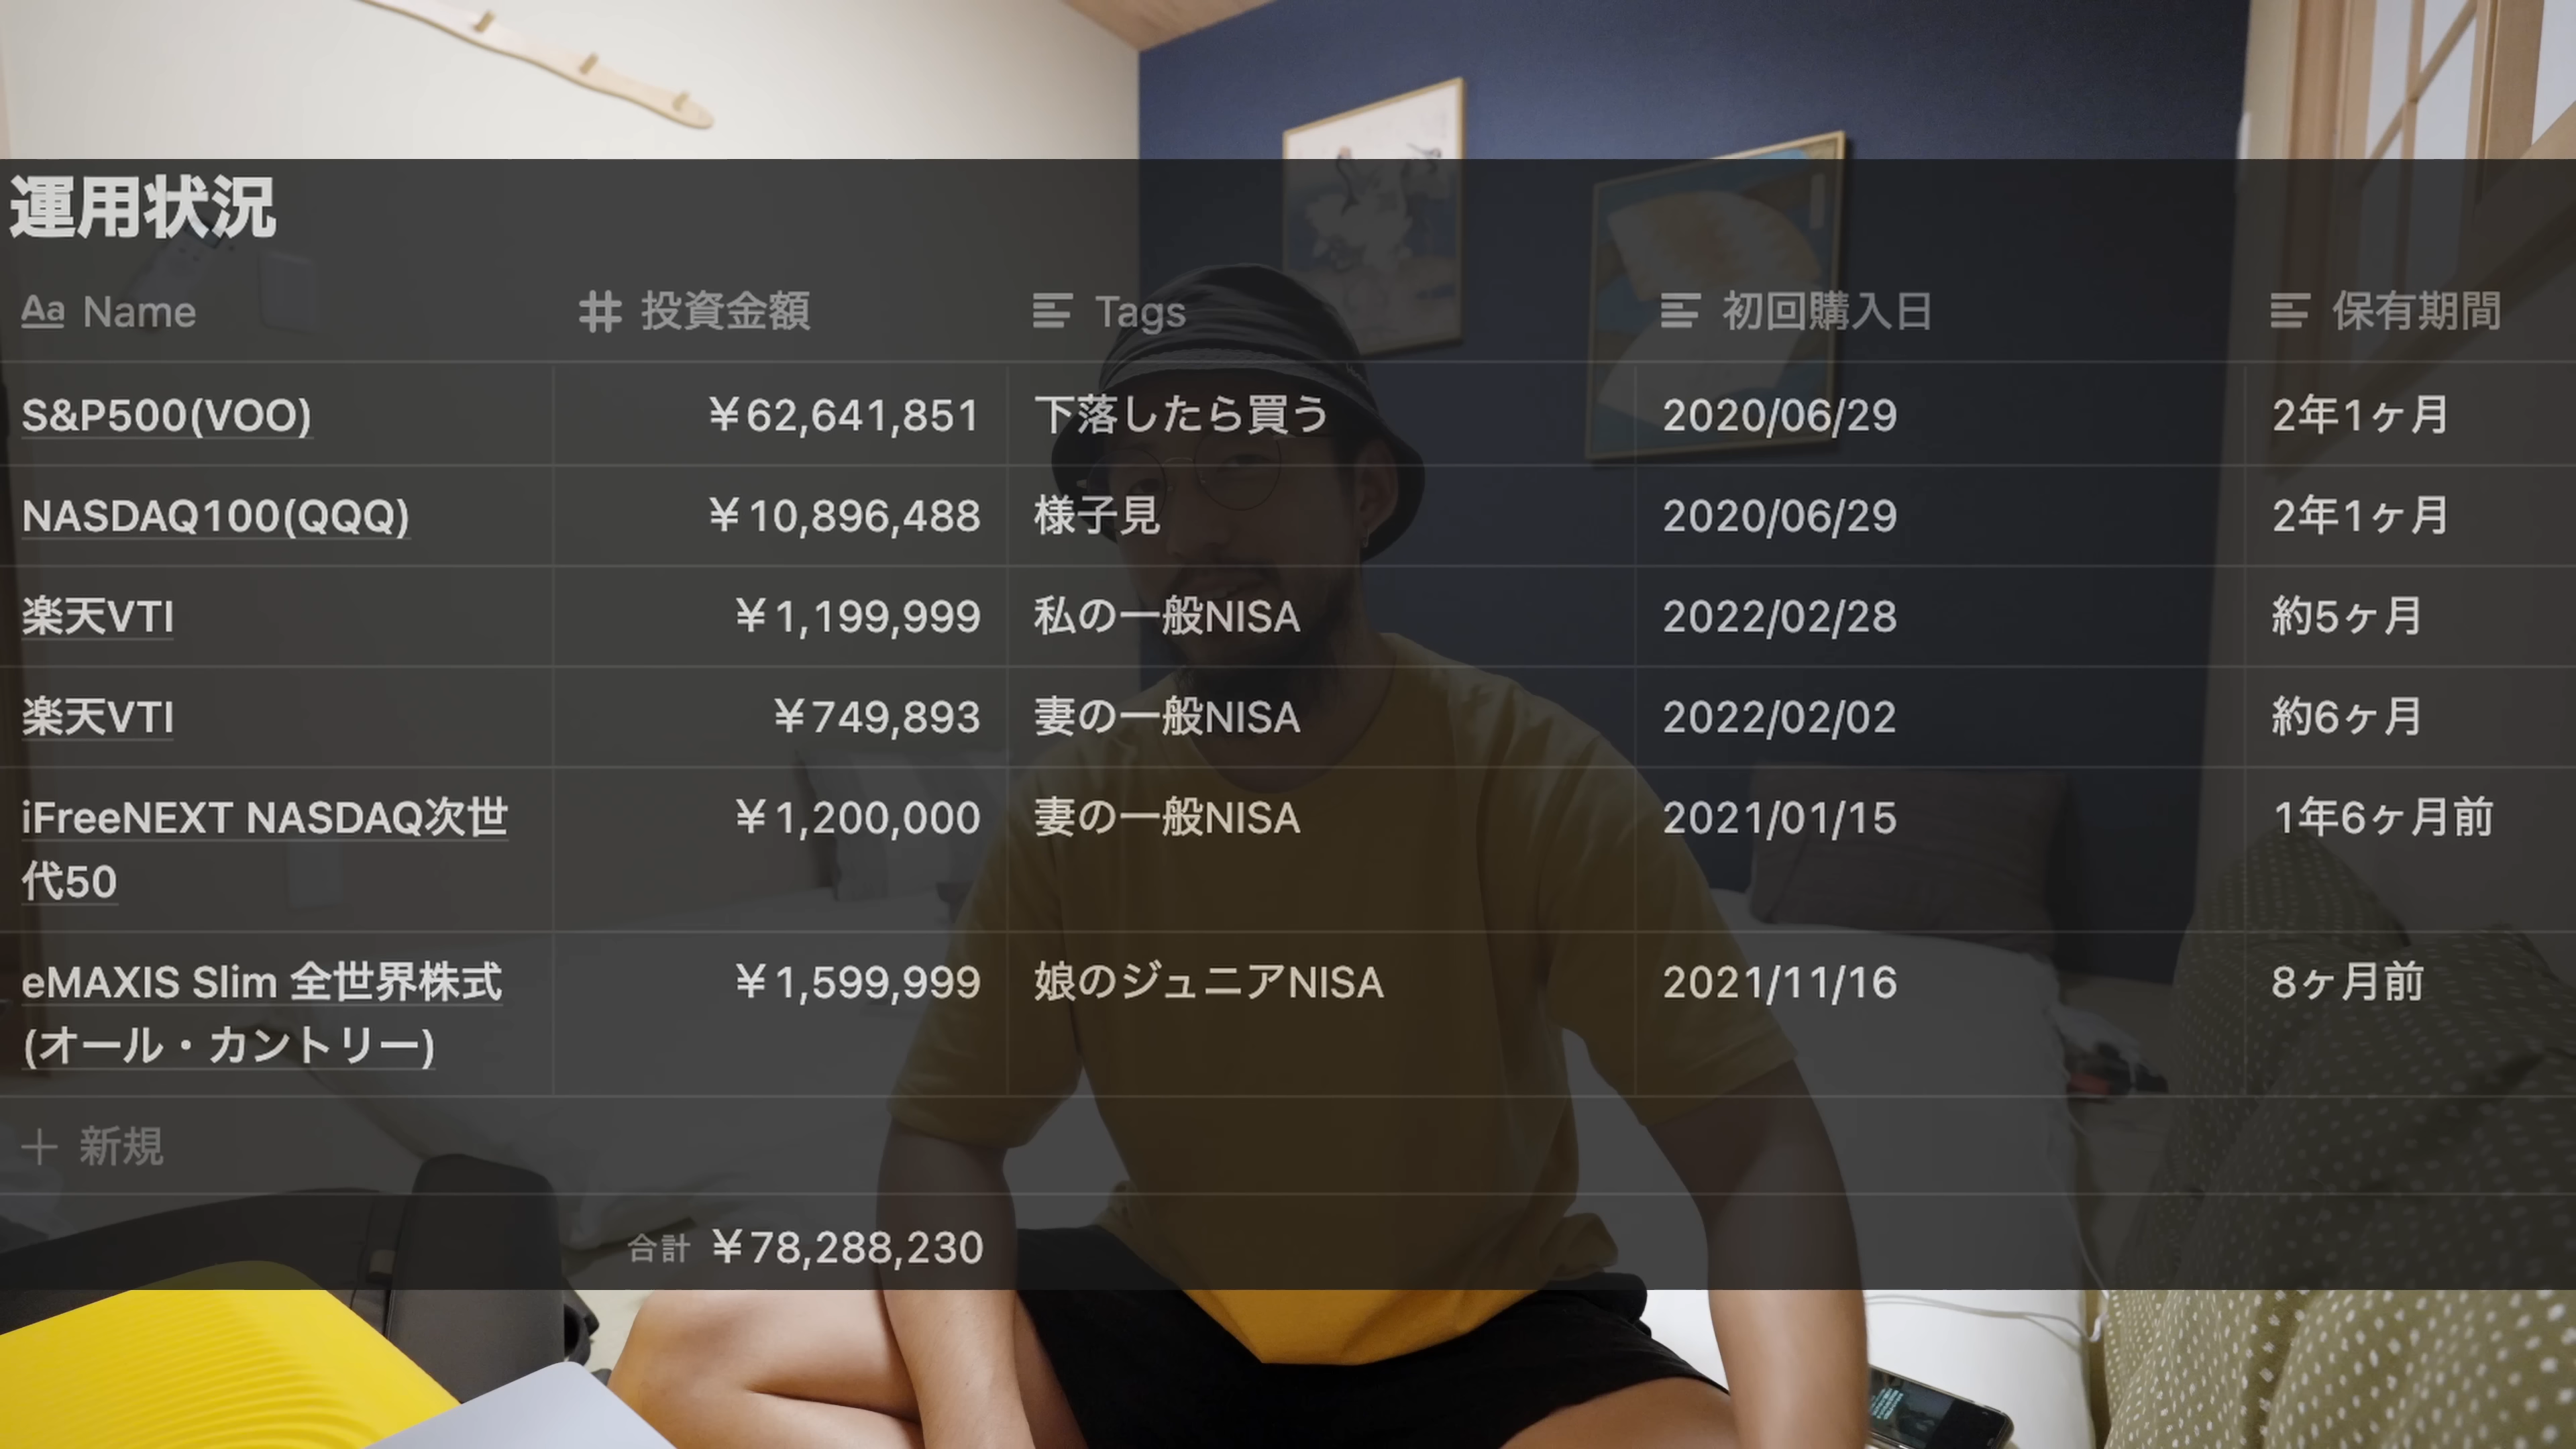 運用状況
Aa Name # 投資金額 Tags 初回購入日 保有期間
S&P500(VOO) ¥62,641,851 下落したら買う 2020/06/29 2年1ヶ月
NASDAQ100(QQQ) ¥10,896,488 様子見 2020/06/29 2年1ヶ月
楽天VTI ¥1,199,999 私の一般NISA 2022/02/28 約5ヶ月
楽天VTI ¥749,893 妻の一般NISA 2022/02/02 約6ヶ月
iFreeNEXT NASDAQ次世 ¥1,200,000 妻の一般NISA 2021/01/15 1年6ヶ月前
代50
eMAXIS Slim 全世界株式 ¥1,599,999 娘のジュニアNISA 2021/11/16 8ヶ月前
(オール・カントリー)
+ 新規
合計 ¥78,288,230